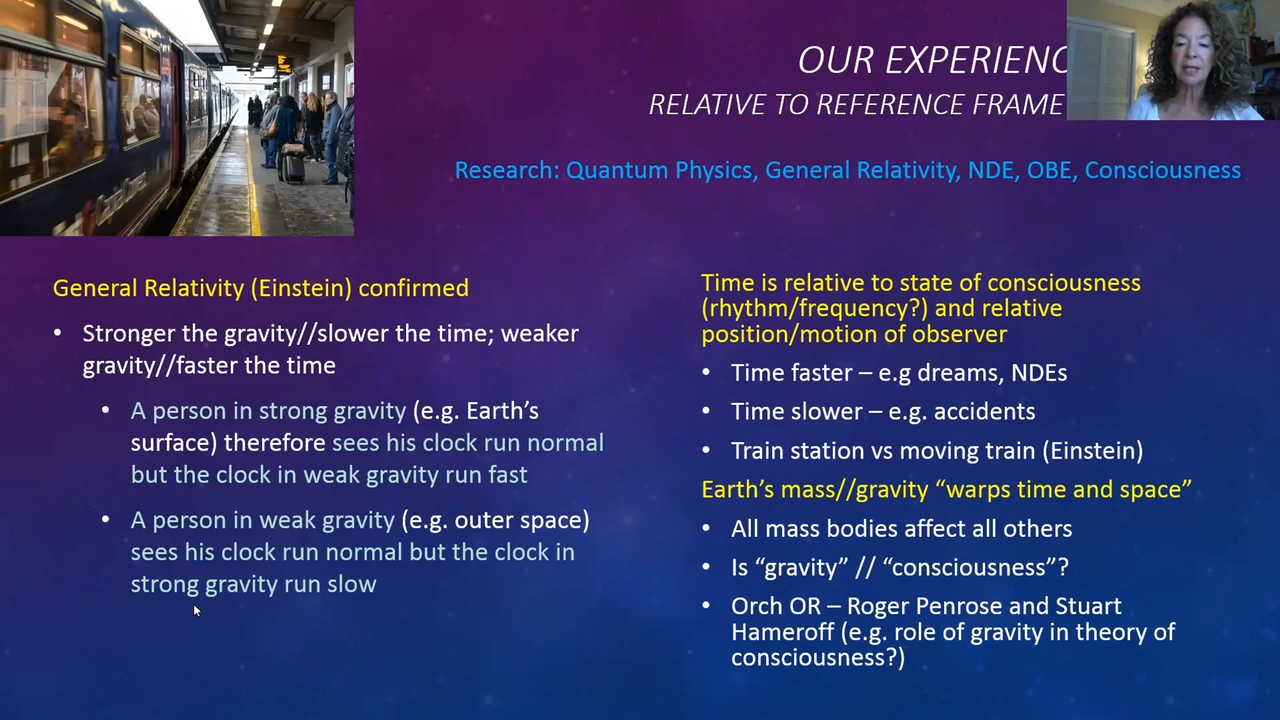 OUR EXPERIENC
RELATIVE TO REFERENCE FRAME
Research: Quantum Physics, General Relativity, NDE, OBE, Consciousness
General Relativity (Einstein) confirmed
• Stronger the gravity//slower the time; weaker
gravity//faster the time
• A person in strong gravity (e.g. Earth’s
surface) therefore sees his clock run normal
but the clock in weak gravity run fast
• A person in weak gravity (e.g. outer space)
sees his clock run normal but the clock in
strong gravity run slow
Time is relative to state of consciousness
(rhythm/frequency?) and relative
position/motion of observer
• Time faster – e.g dreams, NDEs
• Time slower – e.g. accidents
• Train station vs moving train (Einstein)
Earth’s mass//gravity “warps time and space”
• All mass bodies affect all others
• Is “gravity” // “consciousness”?
• Orch OR – Roger Penrose and Stuart
Hameroff (e.g. role of gravity in theory of
consciousness?)